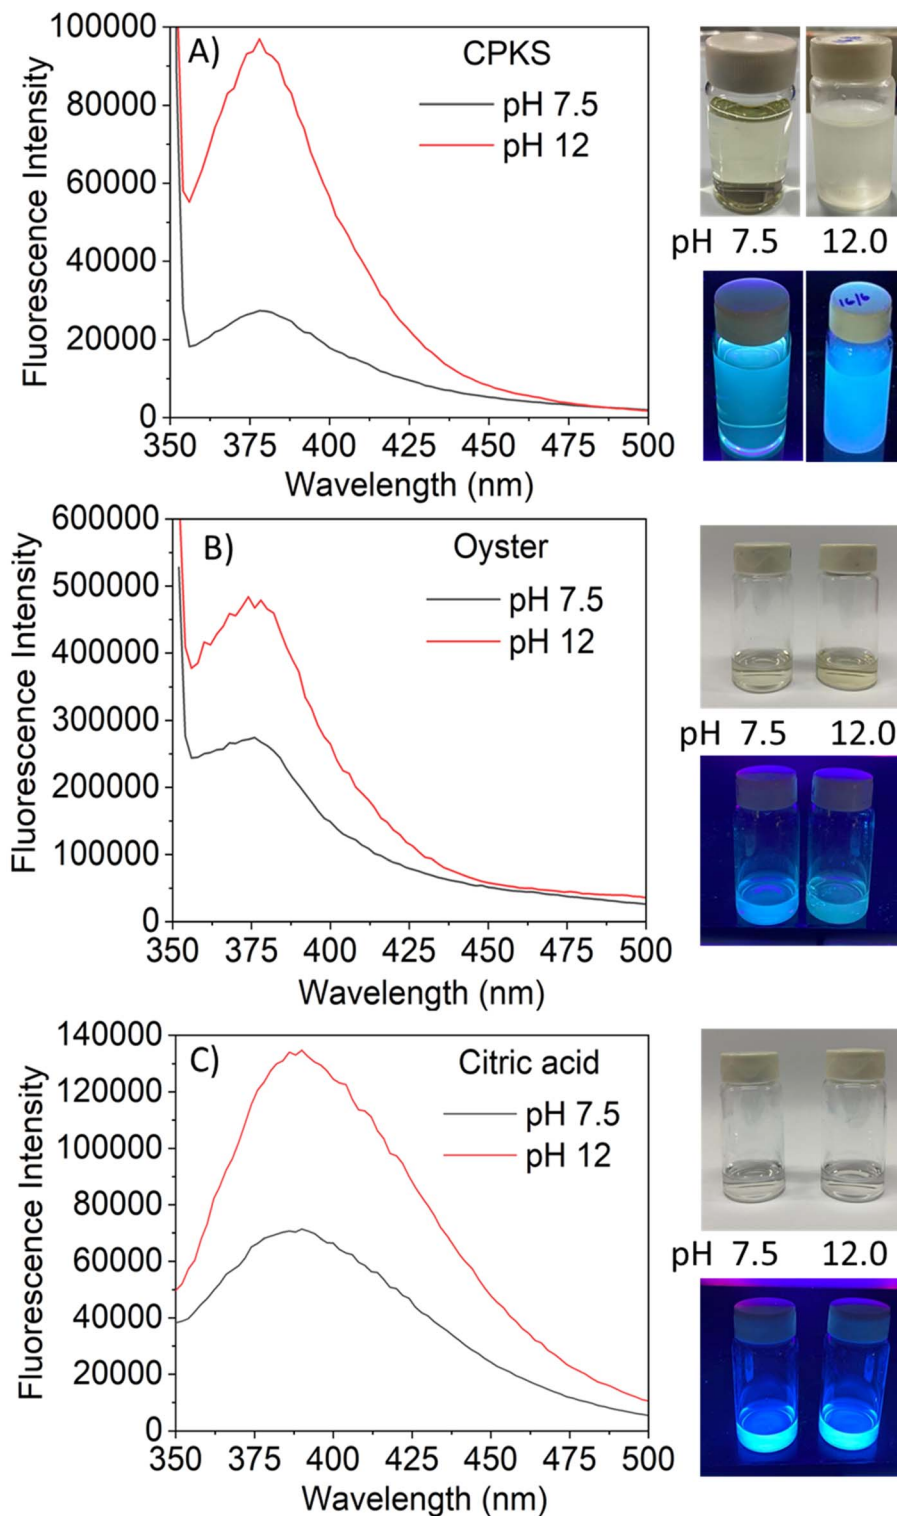 A)
CPKS
pH 7.5
pH 12
100000
80000
60000
40000
20000
0
Fluorescence Intensity
350 375 400 425 450 475 500
Wavelength (nm)
pH 7.5 12.0
16/6
B)
Oyster
pH 7.5
pH 12
600000
500000
400000
300000
200000
100000
0
Fluorescence Intensity
350 375 400 425 450 475 500
Wavelength (nm)
pH 7.5 12.0
C)
Citric acid
pH 7.5
pH 12
140000
120000
100000
80000
60000
40000
20000
0
Fluorescence Intensity
350 375 400 425 450 475 500
Wavelength (nm)
pH 7.5 12.0